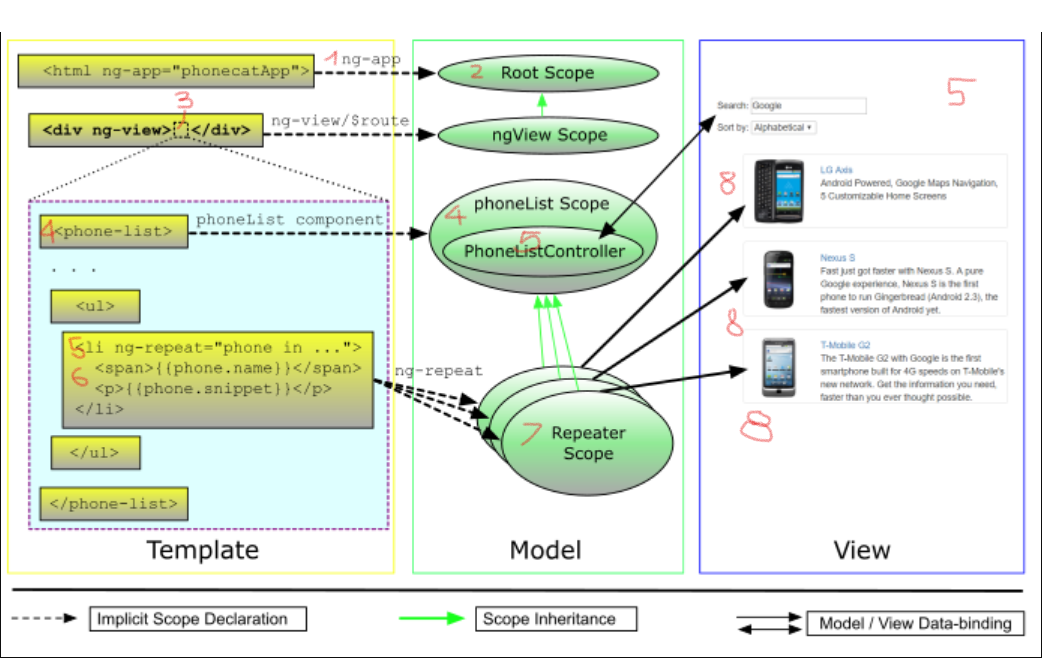 <html ng-app="phonecatApp">
1 ng-app
2 Root Scope
3
<div ng-view> </div>
ng-view/$route
ngView Scope
4 <phone-list>
phoneList component
phoneList Scope
4
5
PhoneListController
. . .
<ul>
5 <li ng-repeat="phone in ...">
6 <span>{{phone.name}}</span>
<p>{{phone.snippet}}</p>
</li>
ng-repeat
7 Repeater
Scope
</ul>
</phone-list>
Template
Model
5
Search: Google
Sort by: Alphabetical
8
LG Axis
Android Powered, Google Maps Navigation,
5 Customizable Home Screens
Nexus S
Fast just got faster with Nexus S. A pure
Google experience, Nexus S is the first
phone to run Gingerbread (Android 2.3), the
fastest version of Android yet.
8
T-Mobile G2
The T-Mobile G2 with Google is the first
smartphone built for 4G speeds on T-Mobile's
new network. Get the information you need,
faster than you ever thought possible.
8
View
Implicit Scope Declaration
Scope Inheritance
Model / View Data-binding